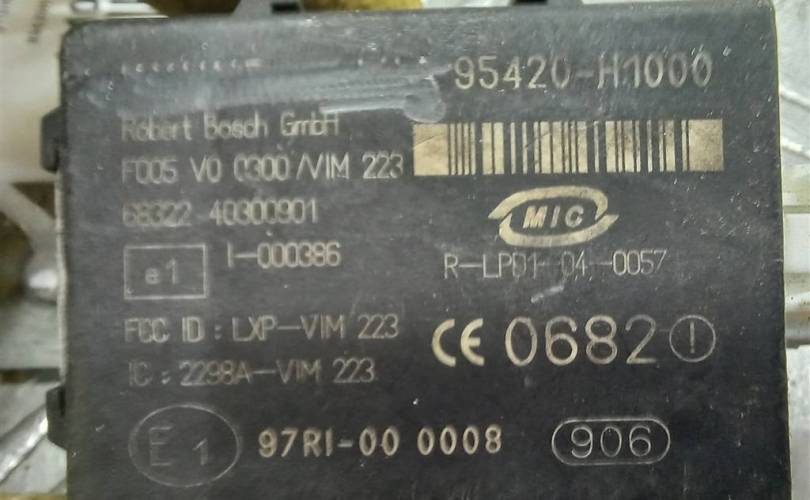 95420-H1000
Robert Bosch GmbH
F005 V0 0300/VIM 223
68322 40300901
MIC
e1 I-000386
R-LPD1-04-0057
FCC ID : LXP-VIM 223
CE 0682 !
IC : 2298A-VIM 223
E1 97RI-00 0008 906